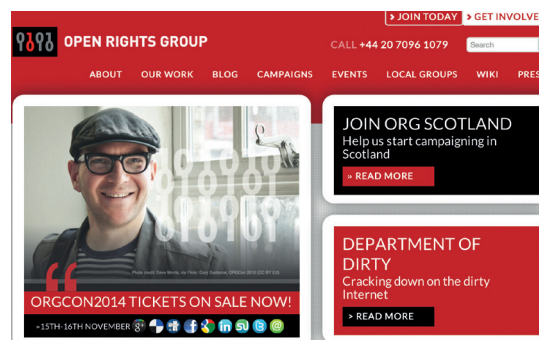 > JOIN TODAY > GET INVOLVE
OPEN RIGHTS GROUP
CALL +44 20 7096 1079
Search
ABOUT OUR WORK BLOG CAMPAIGNS EVENTS LOCAL GROUPS WIKI PRES
JOIN ORG SCOTLAND
Help us start campaigning in
Scotland
» READ MORE
DEPARTMENT OF
DIRTY
Cracking down on the dirty
Internet
> READ MORE
ORGCON2014 TICKETS ON SALE NOW!
15TH-16TH NOVEMBER